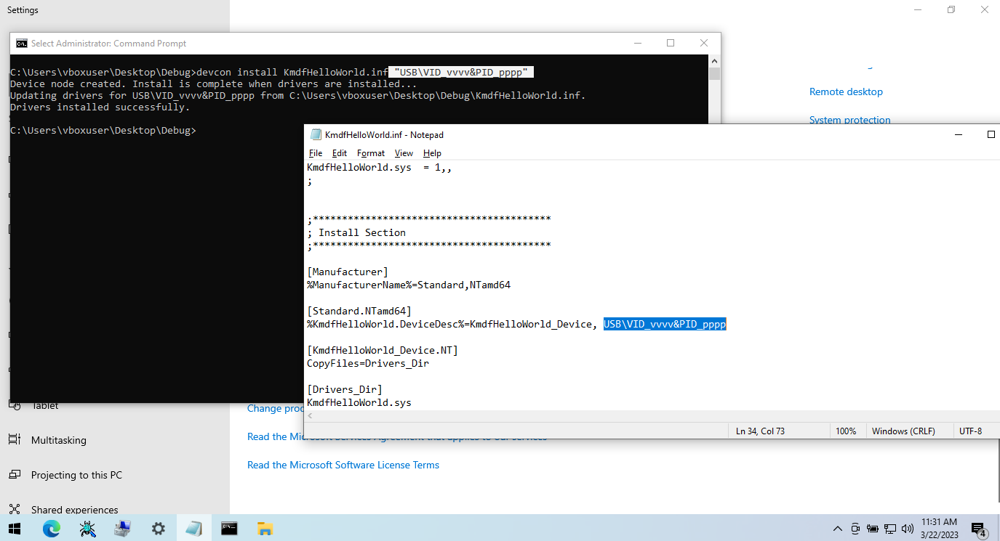 Settings
Select Administrator: Command Prompt
C:\Users\vboxuser\Desktop\Debug>devcon install KmdfHelloWorld.inf "USB\VID_vvvv&PID_pppp"
Device node created. Install is complete when drivers are installed...
Updating drivers for USB\VID_vvvv&PID_pppp from C:\Users\vboxuser\Desktop\Debug\KmdfHelloWorld.inf.
Drivers installed successfully.
C:\Users\vboxuser\Desktop\Debug>
Remote desktop
System protection
KmdfHelloWorld.inf - Notepad
File Edit Format View Help
KmdfHelloWorld.sys  = 1,,
;
;*****************************************
; Install Section
;*****************************************
[Manufacturer]
%ManufacturerName%=Standard,NTamd64
[Standard.NTamd64]
%KmdfHelloWorld.DeviceDesc%=KmdfHelloWorld_Device, USB\VID_vvvv&PID_pppp
[KmdfHelloWorld_Device.NT]
CopyFiles=Drivers_Dir
[Drivers_Dir]
KmdfHelloWorld.sys
Ln 34, Col 73 100% Windows (CRLF) UTF-8
Tablet
Multitasking
Projecting to this PC
Shared experiences
Change
Read the Microsoft Services Agreement that applies to our services
Read the Microsoft Software License Terms
11:31 AM
3/22/2023
4